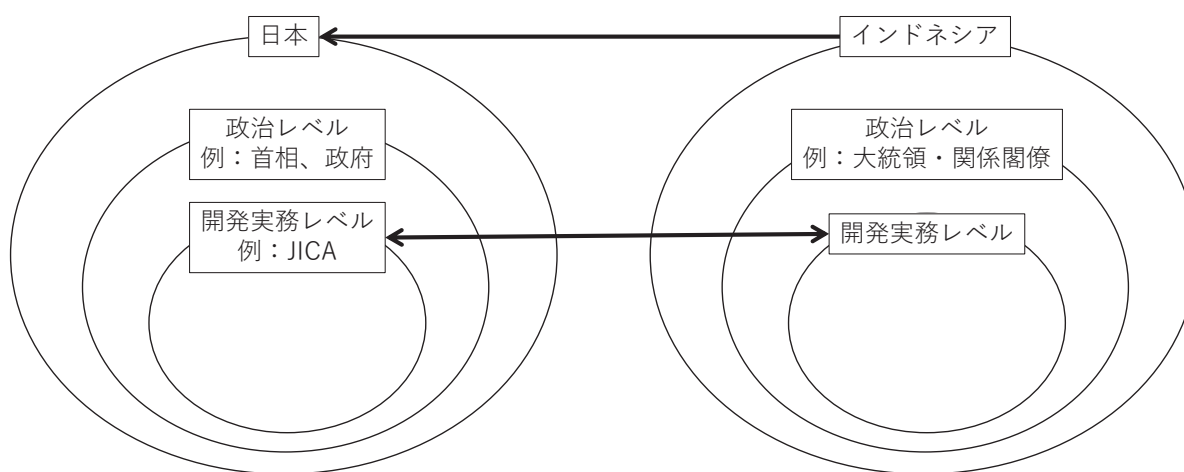 日本
インドネシア
政治レベル
例：首相、政府
政治レベル
例：大統領・関係閣僚
開発実務レベル
例：JICA
開発実務レベル